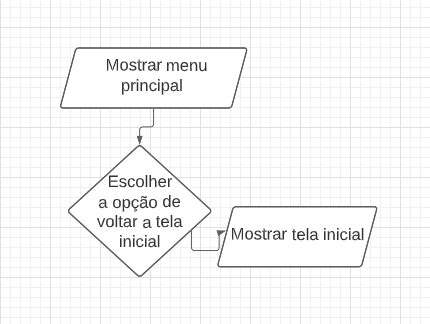 Mostrar menu
principal
Escolher
a opção de
voltar a tela
inicial
Mostrar tela inicial